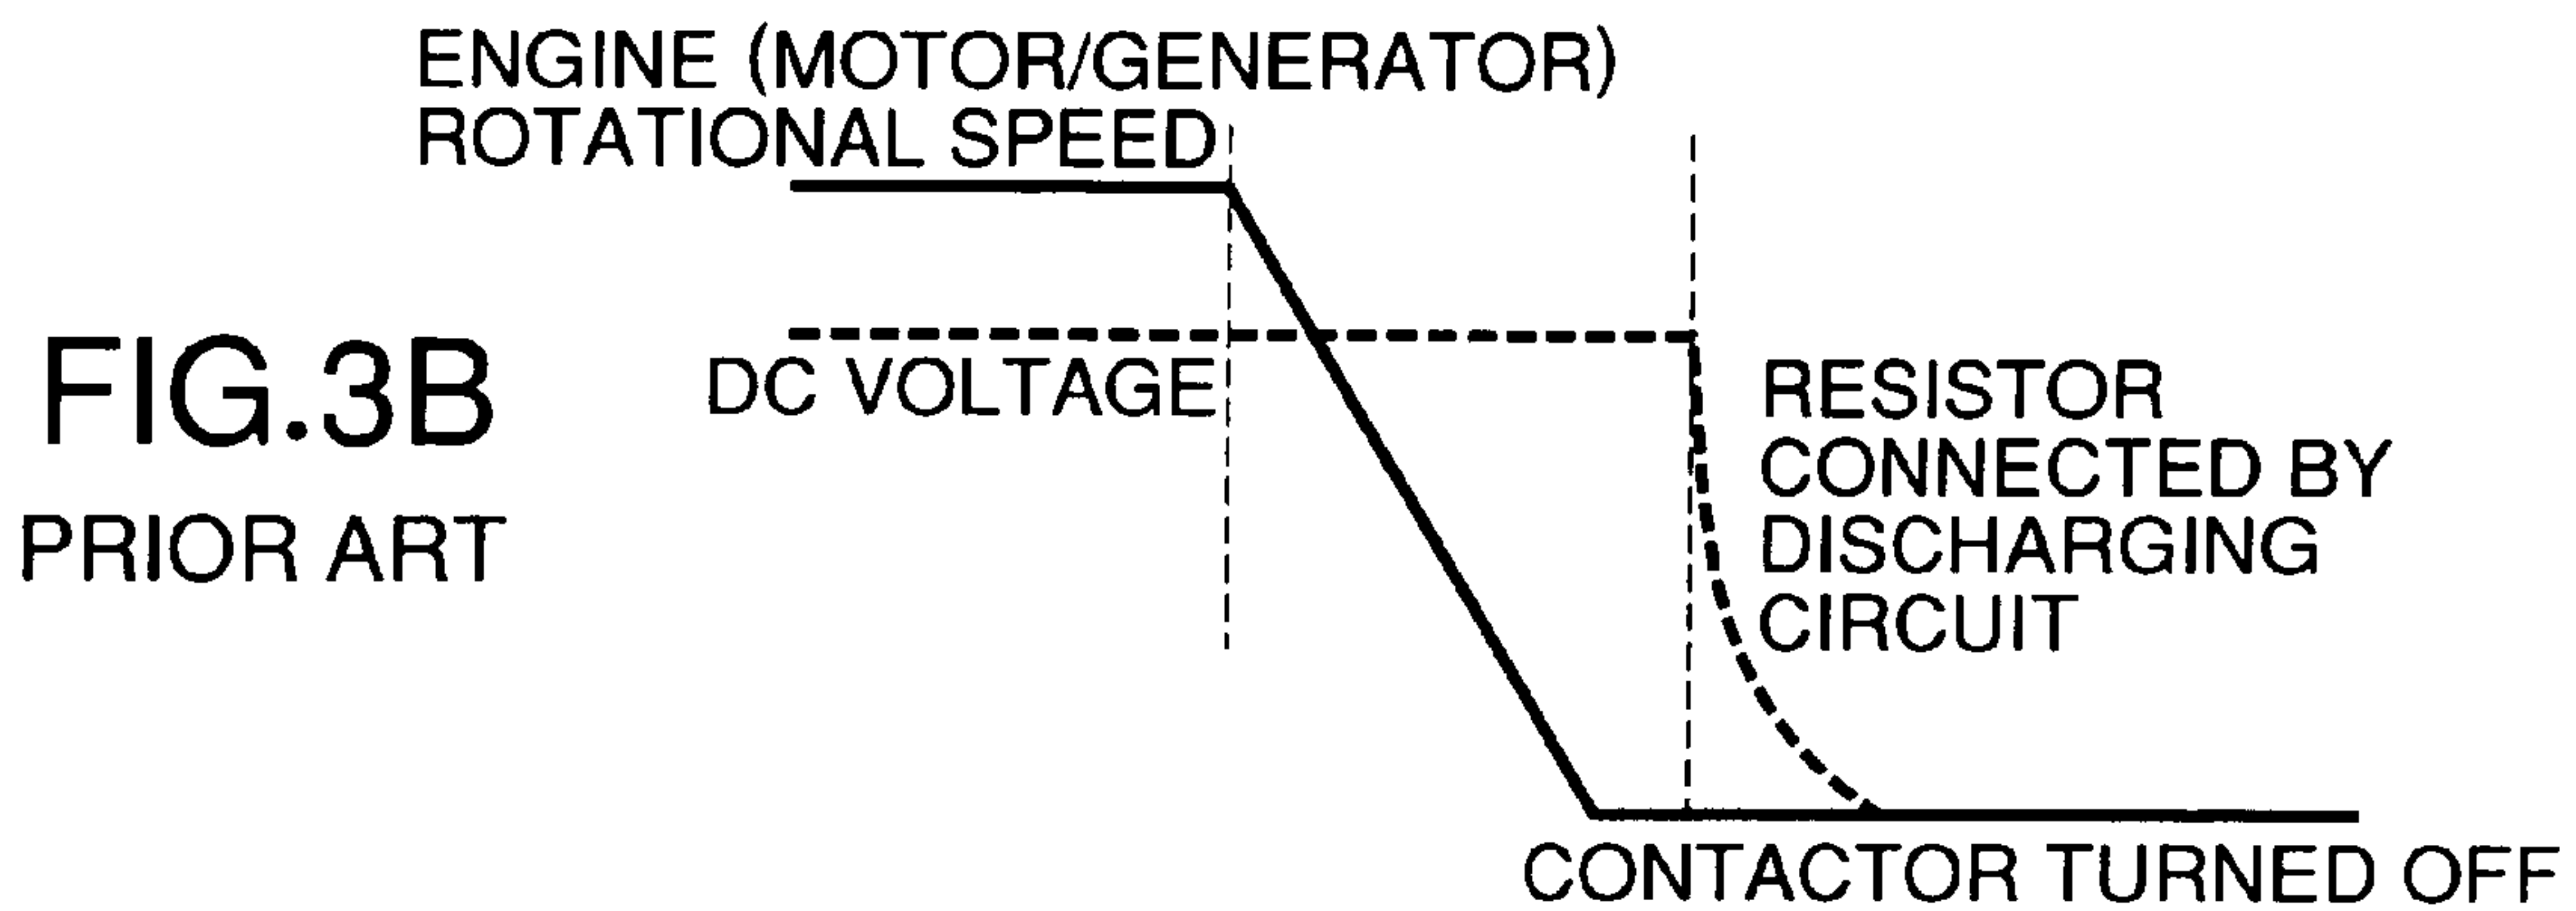 ENGINE (MOTOR/GENERATOR)
ROTATIONAL SPEED
FIG.3B
PRIOR ART
DC VOLTAGE
RESISTOR
CONNECTED BY
DISCHARGING
CIRCUIT
CONTACTOR TURNED OFF